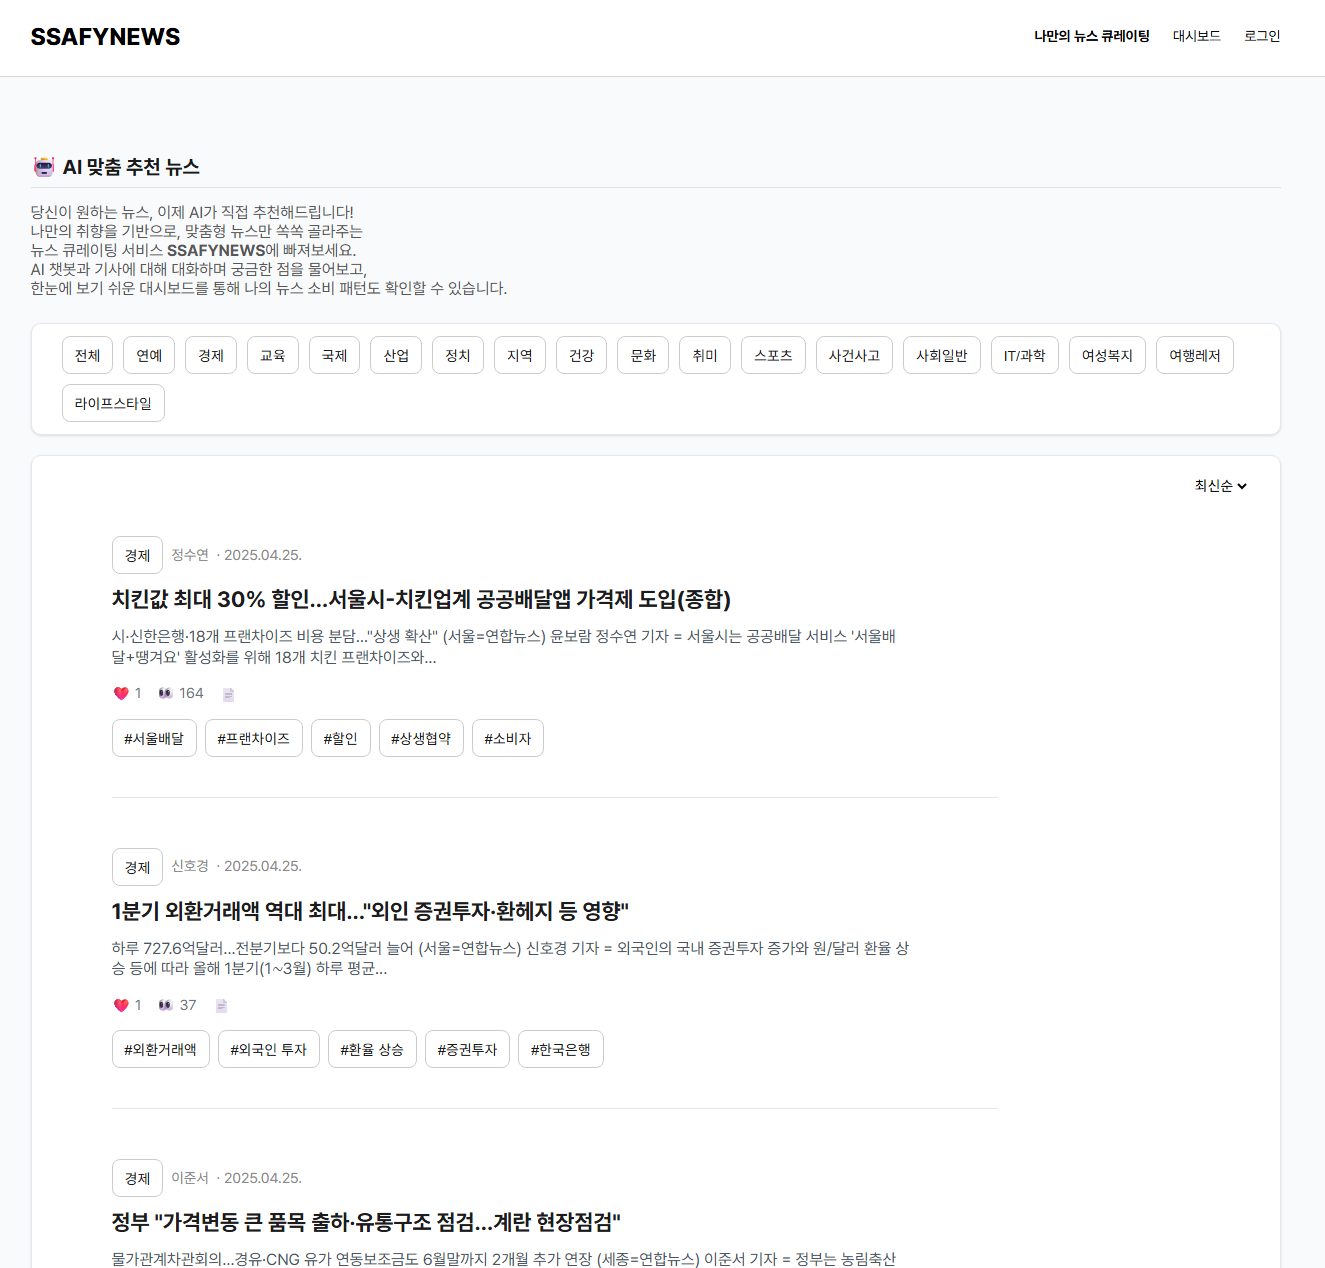 SSAFYNEWS
나만의 뉴스 큐레이팅 대시보드 로그인
AI 맞춤 추천 뉴스
당신이 원하는 뉴스, 이제 AI가 직접 추천해드립니다!
나만의 취향을 기반으로, 맞춤형 뉴스만 쏙쏙 골라주는
뉴스 큐레이팅 서비스 SSAFYNEWS에 빠져보세요.
AI 챗봇과 기사에 대해 대화하며 궁금한 점을 물어보고,
한눈에 보기 쉬운 대시보드를 통해 나의 뉴스 소비 패턴도 확인할 수 있습니다.
전체 연예 경제 교육 국제 산업 정치 지역 건강 문화 취미 스포츠 사건사고 사회일반 IT/과학 여성복지 여행레저
라이프스타일
최신순
경제 정수연 · 2025.04.25.
치킨값 최대 30% 할인…서울시-치킨업계 공공배달앱 가격제 도입(종합)
시·신한은행·18개 프랜차이즈 비용 분담…"상생 확산" (서울=연합뉴스) 윤보람 정수연 기자 = 서울시는 공공배달 서비스 '서울배
달+땡겨요' 활성화를 위해 18개 치킨 프랜차이즈와...
1 164
#서울배달 #프랜차이즈 #할인 #상생협약 #소비자
경제 신호경 · 2025.04.25.
1분기 외환거래액 역대 최대…"외인 증권투자·환헤지 등 영향"
하루 727.6억달러…전분기보다 50.2억달러 늘어 (서울=연합뉴스) 신호경 기자 = 외국인의 국내 증권투자 증가와 원/달러 환율 상
승 등에 따라 올해 1분기(1∼3월) 하루 평균...
1 37
#외환거래액 #외국인 투자 #환율 상승 #증권투자 #한국은행
경제 이준서 · 2025.04.25.
정부 "가격변동 큰 품목 출하·유통구조 점검…계란 현장점검"
물가관계차관회의…경유·CNG 유가 연동보조금도 6월말까지 2개월 추가 연장 (세종=연합뉴스) 이준서 기자 = 정부는 농림축산